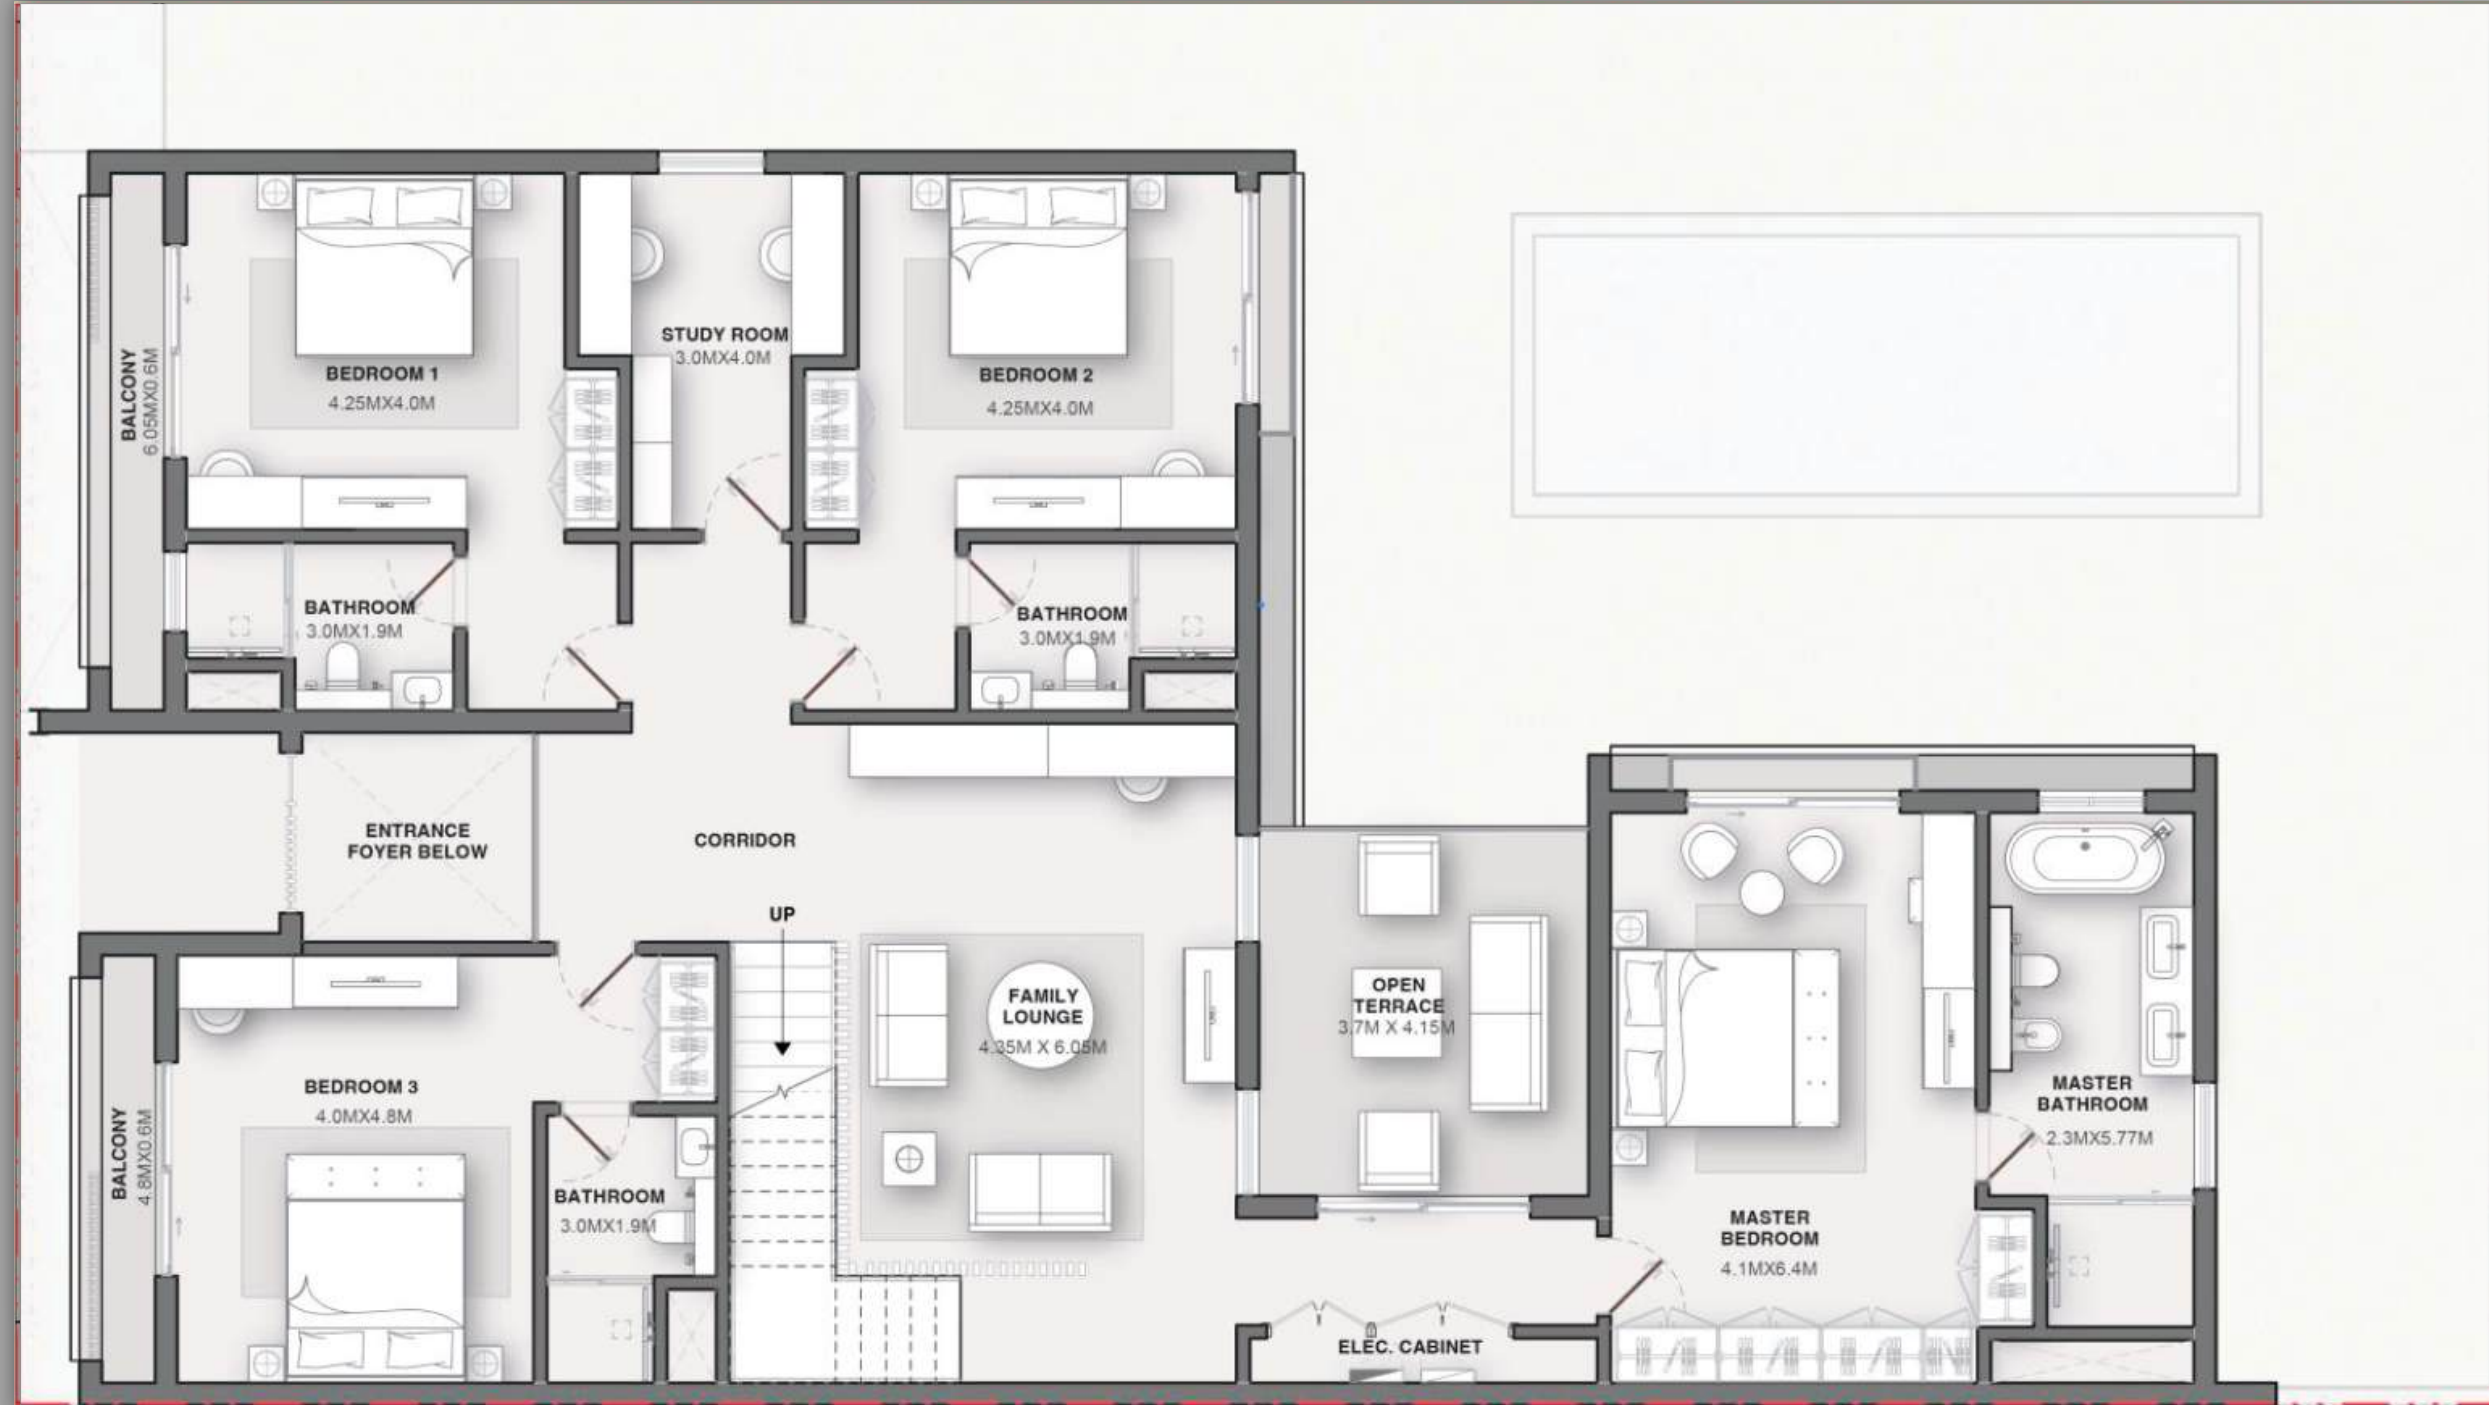 BALCONY
6.05MX0.6M
BEDROOM 1
4.25MX4.0M
STUDY ROOM
3.0MX4.0M
BEDROOM 2
4.25MX4.0M
BATHROOM
3.0MX1.9M
BATHROOM
3.0MX1.9M
ENTRANCE
FOYER BELOW
CORRIDOR
UP
FAMILY
LOUNGE
4.35M X 6.05M
OPEN
TERRACE
3.7M X 4.15M
BALCONY
4.8MX0.6M
BEDROOM 3
4.0MX4.8M
BATHROOM
3.0MX1.9M
MASTER
BATHROOM
2.3MX5.77M
MASTER
BEDROOM
4.1MX6.4M
ELEC. CABINET